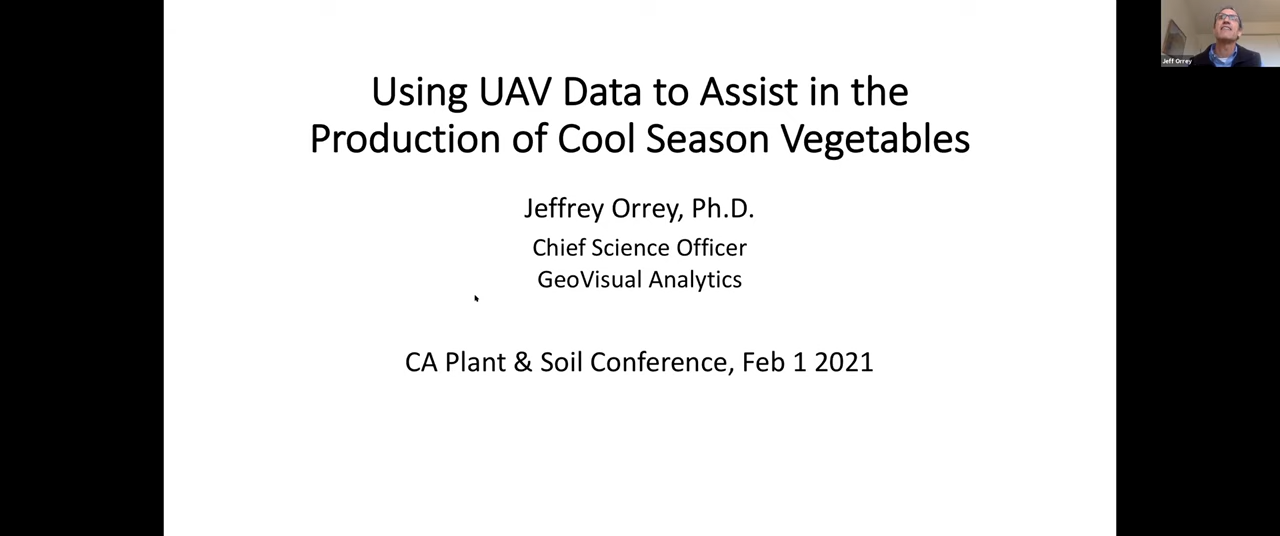 Using UAV Data to Assist in the
Production of Cool Season Vegetables
Jeffrey Orrey, Ph.D.
Chief Science Officer
GeoVisual Analytics
CA Plant & Soil Conference, Feb 1 2021
Jeff Orrey